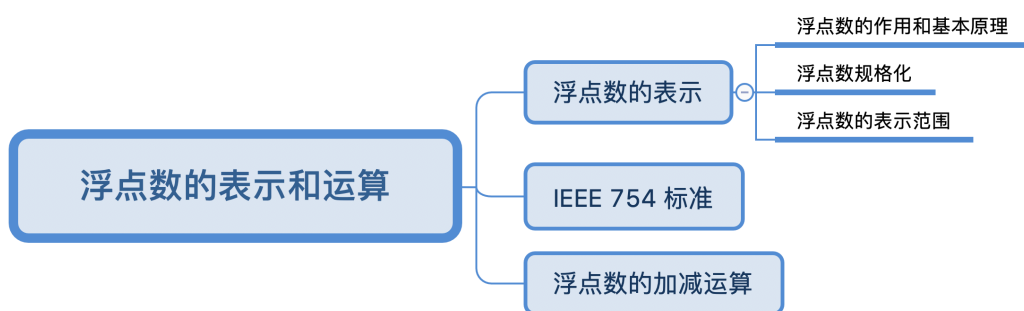 浮点数的表示和运算
浮点数的表示
浮点数的作用和基本原理
浮点数规格化
浮点数的表示范围
IEEE 754 标准
浮点数的加减运算